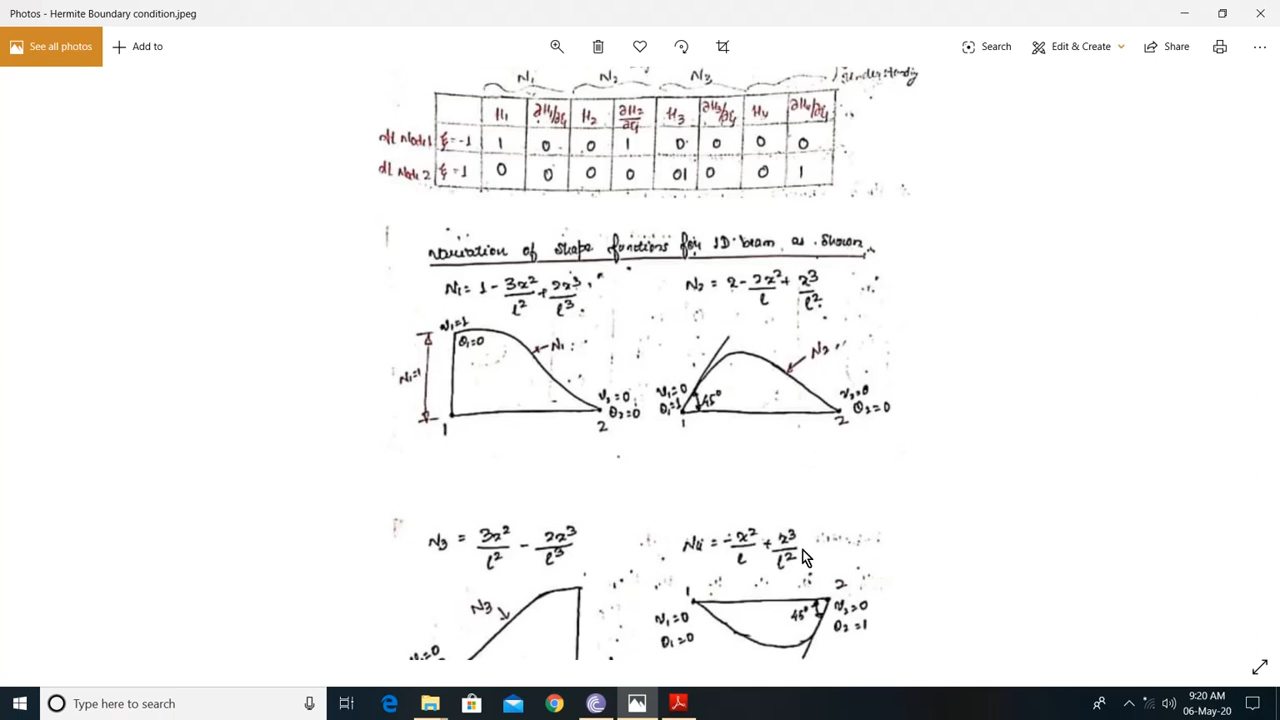 Photos - Hermite Boundary condition.jpeg
See all photos
Add to
Search
Edit & Create
Share
N₁ N₂ N₃
understanding
H₁ ∂H₁/∂ξ H₂ ∂H₂/∂ξ H₃ ∂H₃/∂ξ H₄ ∂H₄/∂ξ
at Node 1 ξ=-1 1 0 0 1 0 0 0 0
at Node 2 ξ=1 0 0 0 0 01 0 0 1
Variation of shape functions for 1D beam as shown
N₁ = 1 - 3x²/l² + 2x³/l³,
N₂ = x - 2x²/l + x³/l²
v₁=1
θ₁=0
N₁=1
N₁
v₂=0
θ₂=0
1
2
v₁=0
θ₁=1
45°
N₂
v₂=0
θ₂=0
1
2
N₃ = 3x²/l² - 2x³/l³
N₄ = -x²/l + x³/l²
N₃
v₁=0
1
2
v₁=0
θ₁=0
45°
v₂=0
θ₂=1
Type here to search
9:20 AM
06-May-20